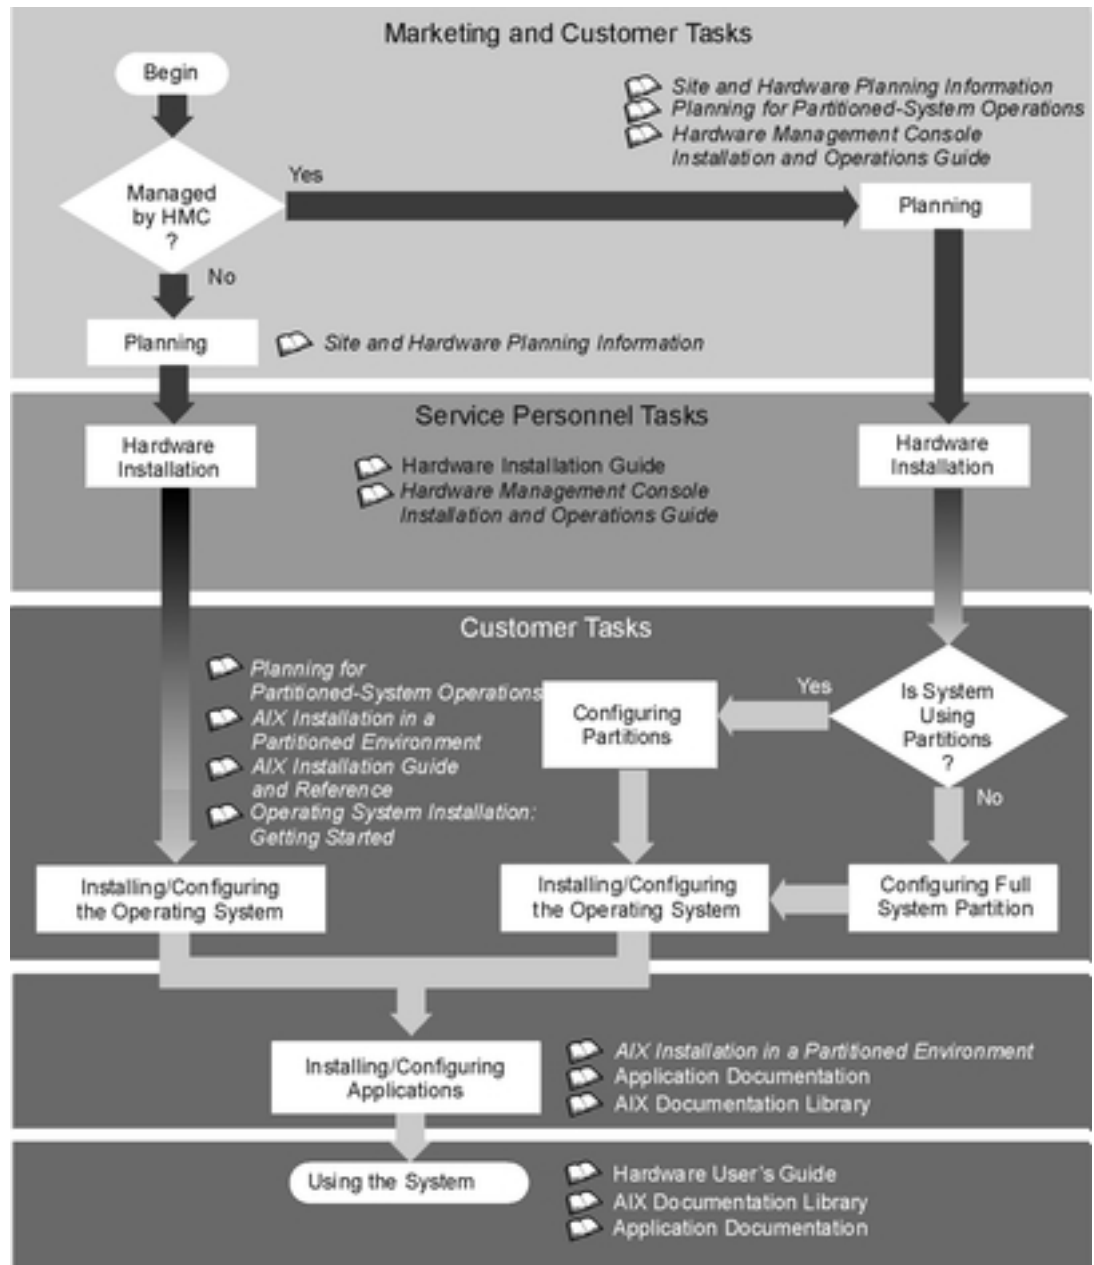 Marketing and Customer Tasks
Begin
Site and Hardware Planning Information
Planning for Partitioned-System Operations
Hardware Management Console
Installation and Operations Guide
Managed
by HMC
?
Yes
Planning
No
Planning
Site and Hardware Planning Information
Service Personnel Tasks
Hardware
Installation
Hardware Installation Guide
Hardware Management Console
Installation and Operations Guide
Hardware
Installation
Customer Tasks
Planning for
Partitioned-System Operations
AIX Installation in a
Partitioned Environment
AIX Installation Guide
and Reference
Operating System Installation:
Getting Started
Configuring
Partitions
Yes
Is System
Using
Partitions
?
No
Installing/Configuring
the Operating System
Installing/Configuring
the Operating System
Configuring Full
System Partition
Installing/Configuring
Applications
AIX Installation in a Partitioned Environment
Application Documentation
AIX Documentation Library
Using the System
Hardware User's Guide
AIX Documentation Library
Application Documentation